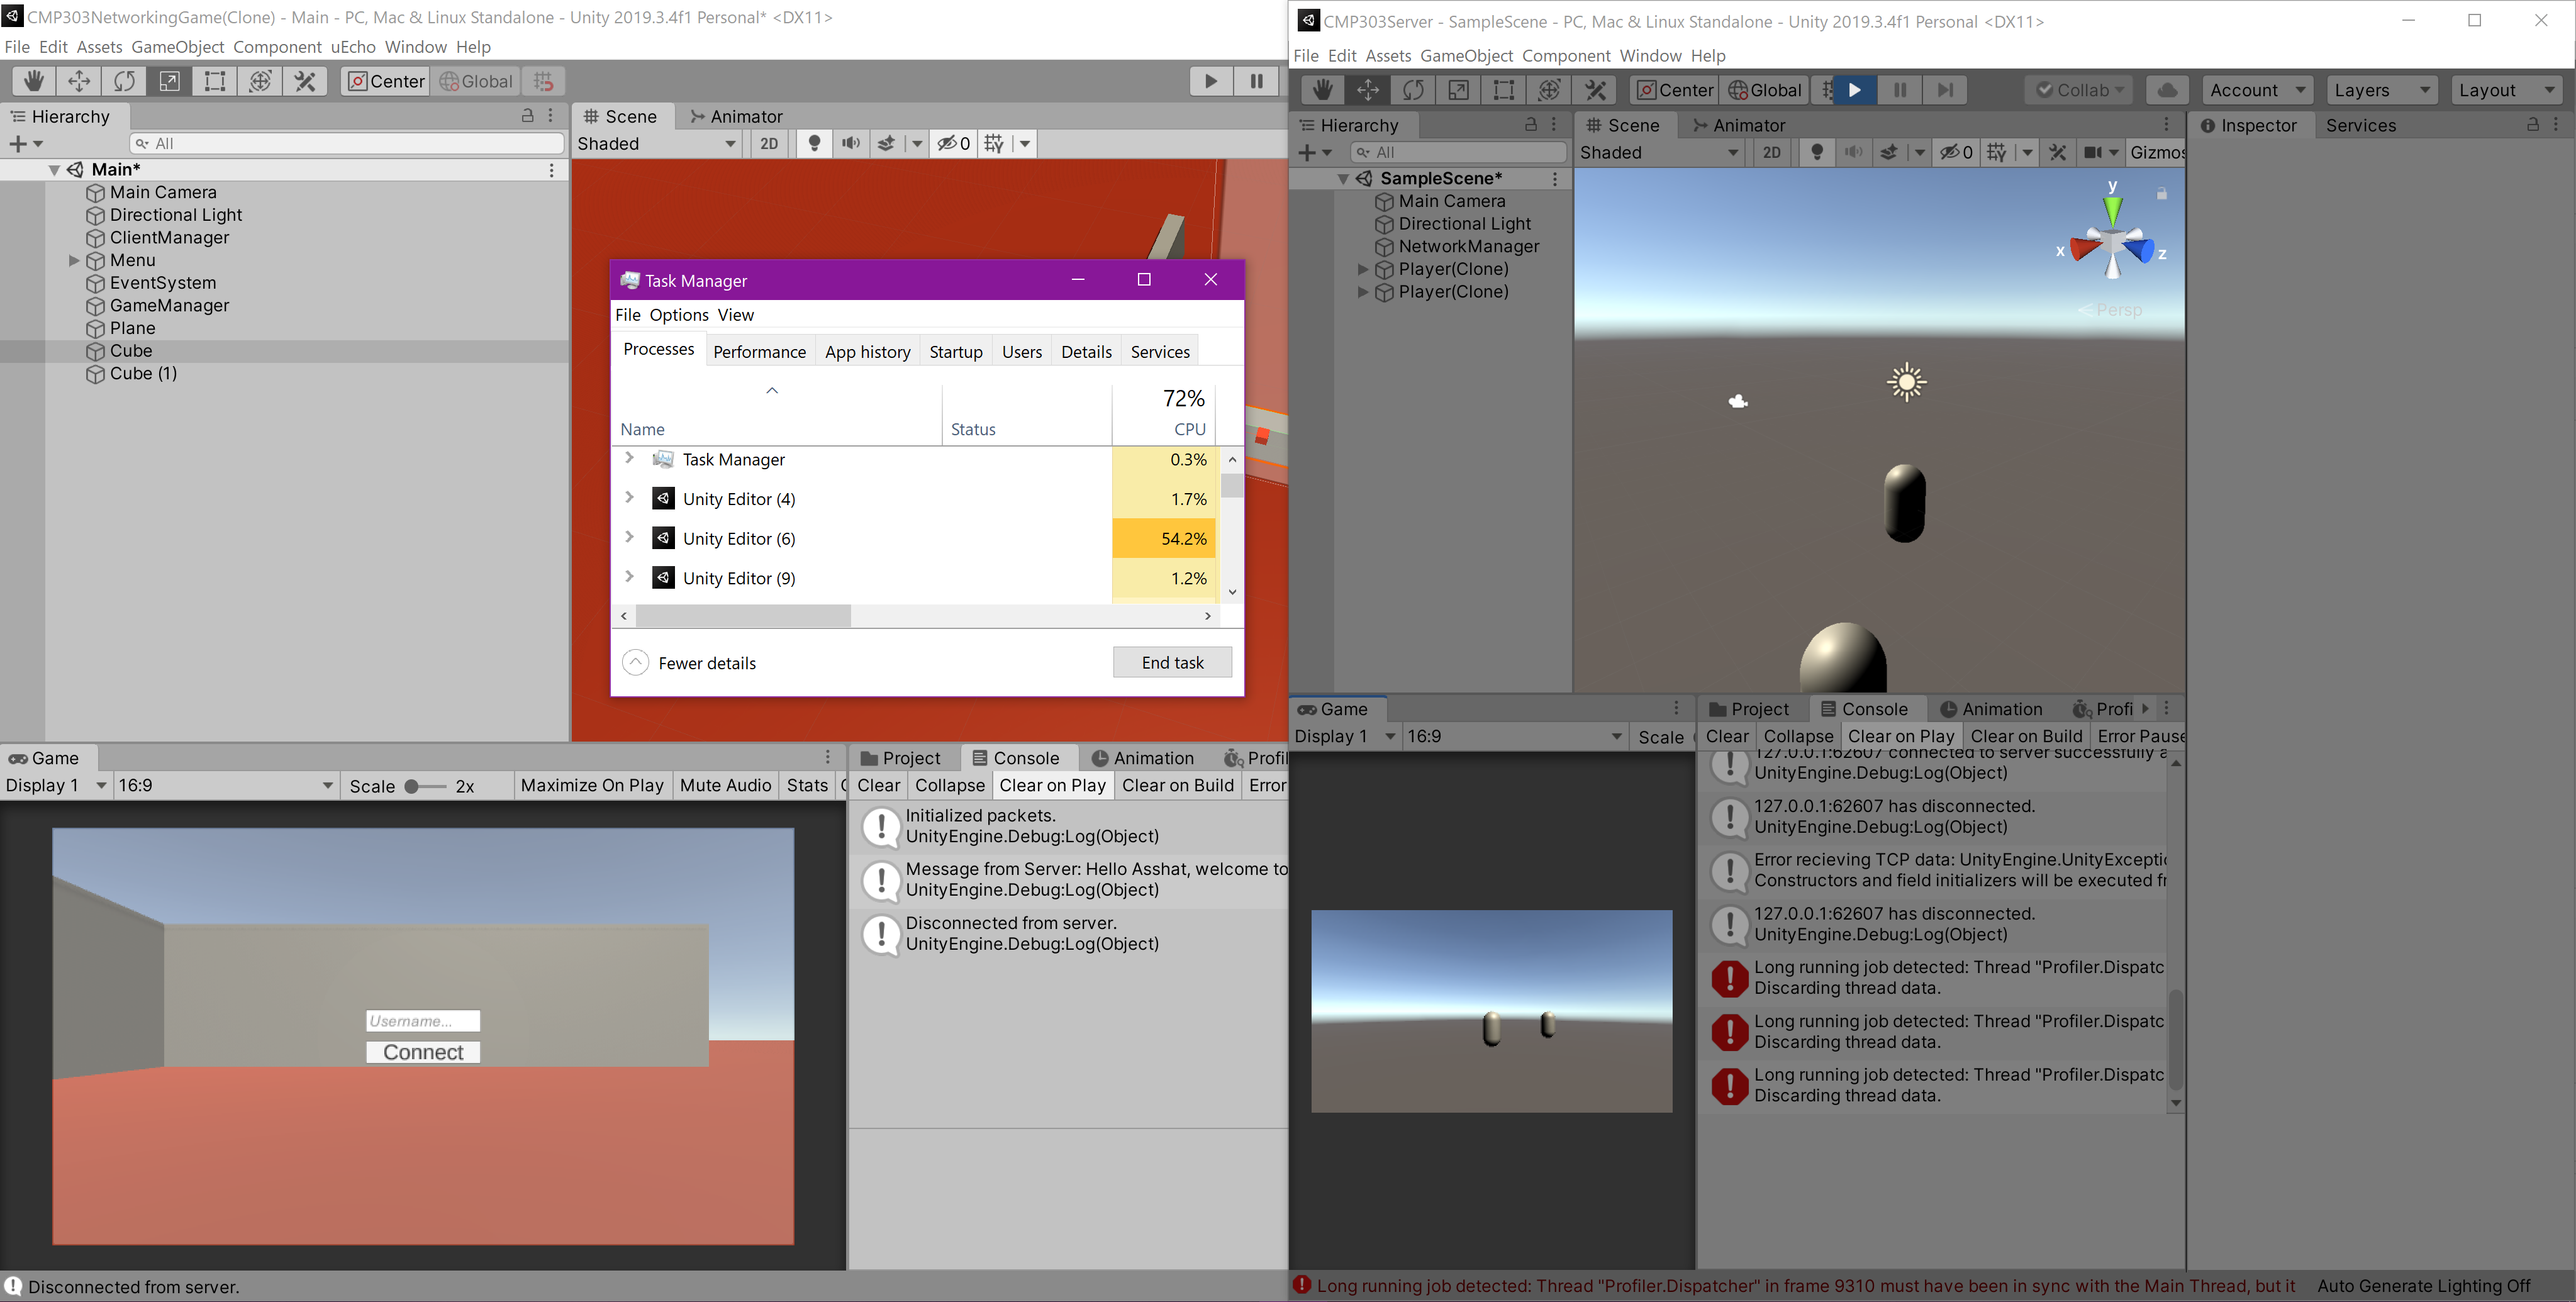 CMP303NetworkingGame(Clone) - Main - PC, Mac & Linux Standalone - Unity 2019.3.4f1 Personal* <DX11>
File Edit Assets GameObject Component uEcho Window Help
Center Global
Hierarchy
All
Main*
Main Camera
Directional Light
ClientManager
Menu
EventSystem
GameManager
Plane
Cube
Cube (1)
Scene Animator
Shaded 2D 0
Task Manager
File Options View
Processes Performance App history Startup Users Details Services
72%
Name Status CPU
Task Manager 0.3%
Unity Editor (4) 1.7%
Unity Editor (6) 54.2%
Unity Editor (9) 1.2%
Fewer details End task
Game
Display 1 16:9 Scale 2x Maximize On Play Mute Audio Stats
Username...
Connect
Project Console Animation Profil
Clear Collapse Clear on Play Clear on Build Error
Initialized packets.
UnityEngine.Debug:Log(Object)
Message from Server: Hello Asshat, welcome to
UnityEngine.Debug:Log(Object)
Disconnected from server.
UnityEngine.Debug:Log(Object)
Disconnected from server.
CMP303Server - SampleScene - PC, Mac & Linux Standalone - Unity 2019.3.4f1 Personal <DX11>
File Edit Assets GameObject Component Window Help
Center Global Collab Account Layers Layout
Hierarchy
All
SampleScene*
Main Camera
Directional Light
NetworkManager
Player(Clone)
Player(Clone)
Scene Animator
Shaded 2D 0 Gizmos
y
x z
Persp
Inspector Services
Game
Display 1 16:9 Scale
Project Console Animation Profi
Clear Collapse Clear on Play Clear on Build Error Pause
127.0.0.1:62607 connected to server successfully a
UnityEngine.Debug:Log(Object)
127.0.0.1:62607 has disconnected.
UnityEngine.Debug:Log(Object)
Error recieving TCP data: UnityEngine.UnityExceptio
Constructors and field initializers will be executed fr
127.0.0.1:62607 has disconnected.
UnityEngine.Debug:Log(Object)
Long running job detected: Thread "Profiler.Dispatc
Discarding thread data.
Long running job detected: Thread "Profiler.Dispatc
Discarding thread data.
Long running job detected: Thread "Profiler.Dispatc
Discarding thread data.
Long running job detected: Thread "Profiler.Dispatcher" in frame 9310 must have been in sync with the Main Thread, but it Auto Generate Lighting Off